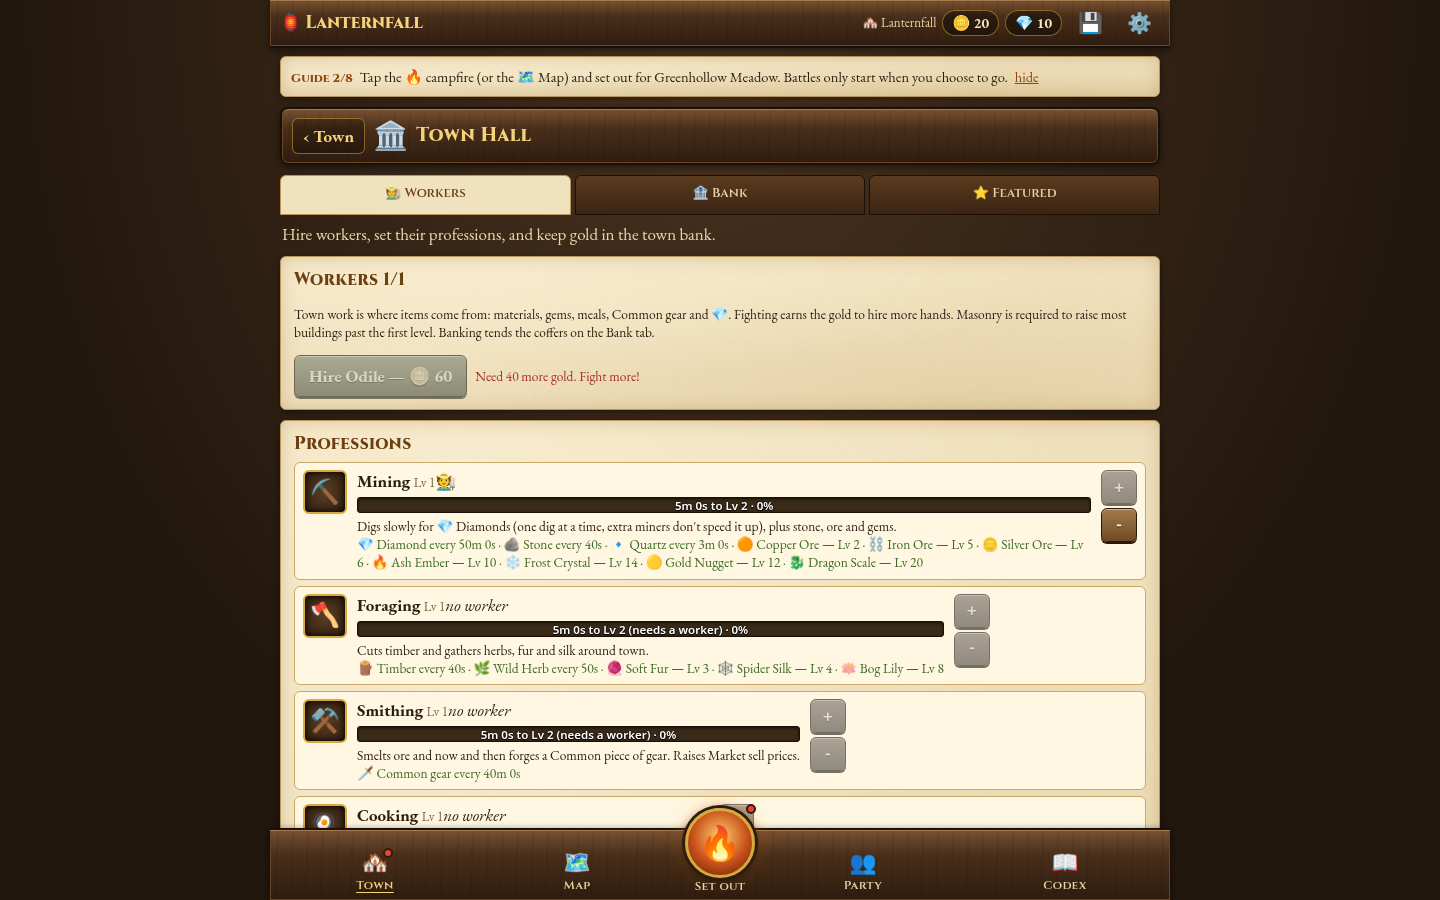 Lanternfall
Lanternfall 20 10
Guide 2/8 Tap the campfire (or the Map) and set out for Greenhollow Meadow. Battles only start when you choose to go. hide
‹ Town Town Hall
Workers Bank Featured
Hire workers, set their professions, and keep gold in the town bank.
Workers 1/1
Town work is where items come from: materials, gems, meals, Common gear and 💎. Fighting earns the gold to hire more hands. Masonry is required to raise most
buildings past the first level. Banking tends the coffers on the Bank tab.
Hire Odile — 60 Need 40 more gold. Fight more!
Professions
Mining Lv 1
+
5m 0s to Lv 2 · 0%
-
Digs slowly for 💎 Diamonds (one dig at a time, extra miners don't speed it up), plus stone, ore and gems.
Diamond every 50m 0s · Stone every 40s · Quartz every 3m 0s · Copper Ore — Lv 2 · Iron Ore — Lv 5 · Silver Ore — Lv
6 · Ash Ember — Lv 10 · Frost Crystal — Lv 14 · Gold Nugget — Lv 12 · Dragon Scale — Lv 20
Foraging Lv 1 no worker
+
5m 0s to Lv 2 (needs a worker) · 0%
-
Cuts timber and gathers herbs, fur and silk around town.
Timber every 40s · Wild Herb every 50s · Soft Fur — Lv 3 · Spider Silk — Lv 4 · Bog Lily — Lv 8
Smithing Lv 1 no worker
+
5m 0s to Lv 2 (needs a worker) · 0%
-
Smelts ore and now and then forges a Common piece of gear. Raises Market sell prices.
Common gear every 40m 0s
Cooking Lv 1 no worker
Town Map Set out Party Codex